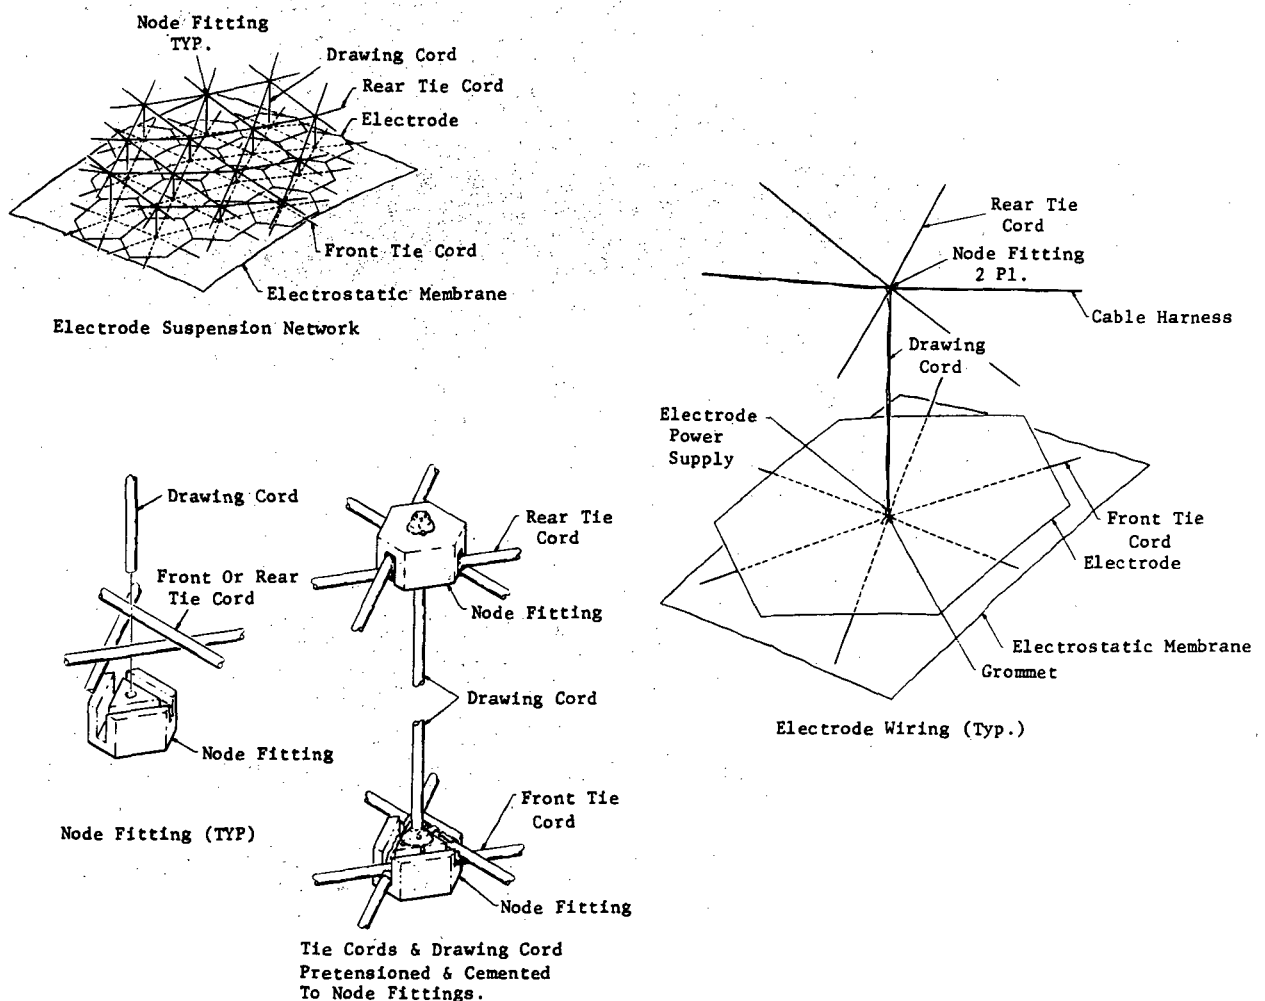 Node Fitting
TYP.
Drawing Cord
Rear Tie Cord
Electrode
Front Tie Cord
Electrostatic Membrane
Electrode Suspension Network
Rear Tie
Cord
Node Fitting
2 Pl.
Cable Harness
Drawing
Cord
Electrode
Power
Supply
Front Tie
Cord
Electrode
Electrostatic Membrane
Grommet
Electrode Wiring (Typ.)
Drawing Cord
Front Or Rear
Tie Cord
Node Fitting
Node Fitting (TYP)
Rear Tie
Cord
Node Fitting
Drawing Cord
Front Tie
Cord
Node Fitting
Tie Cords & Drawing Cord
Pretensioned & Cemented
To Node Fittings.